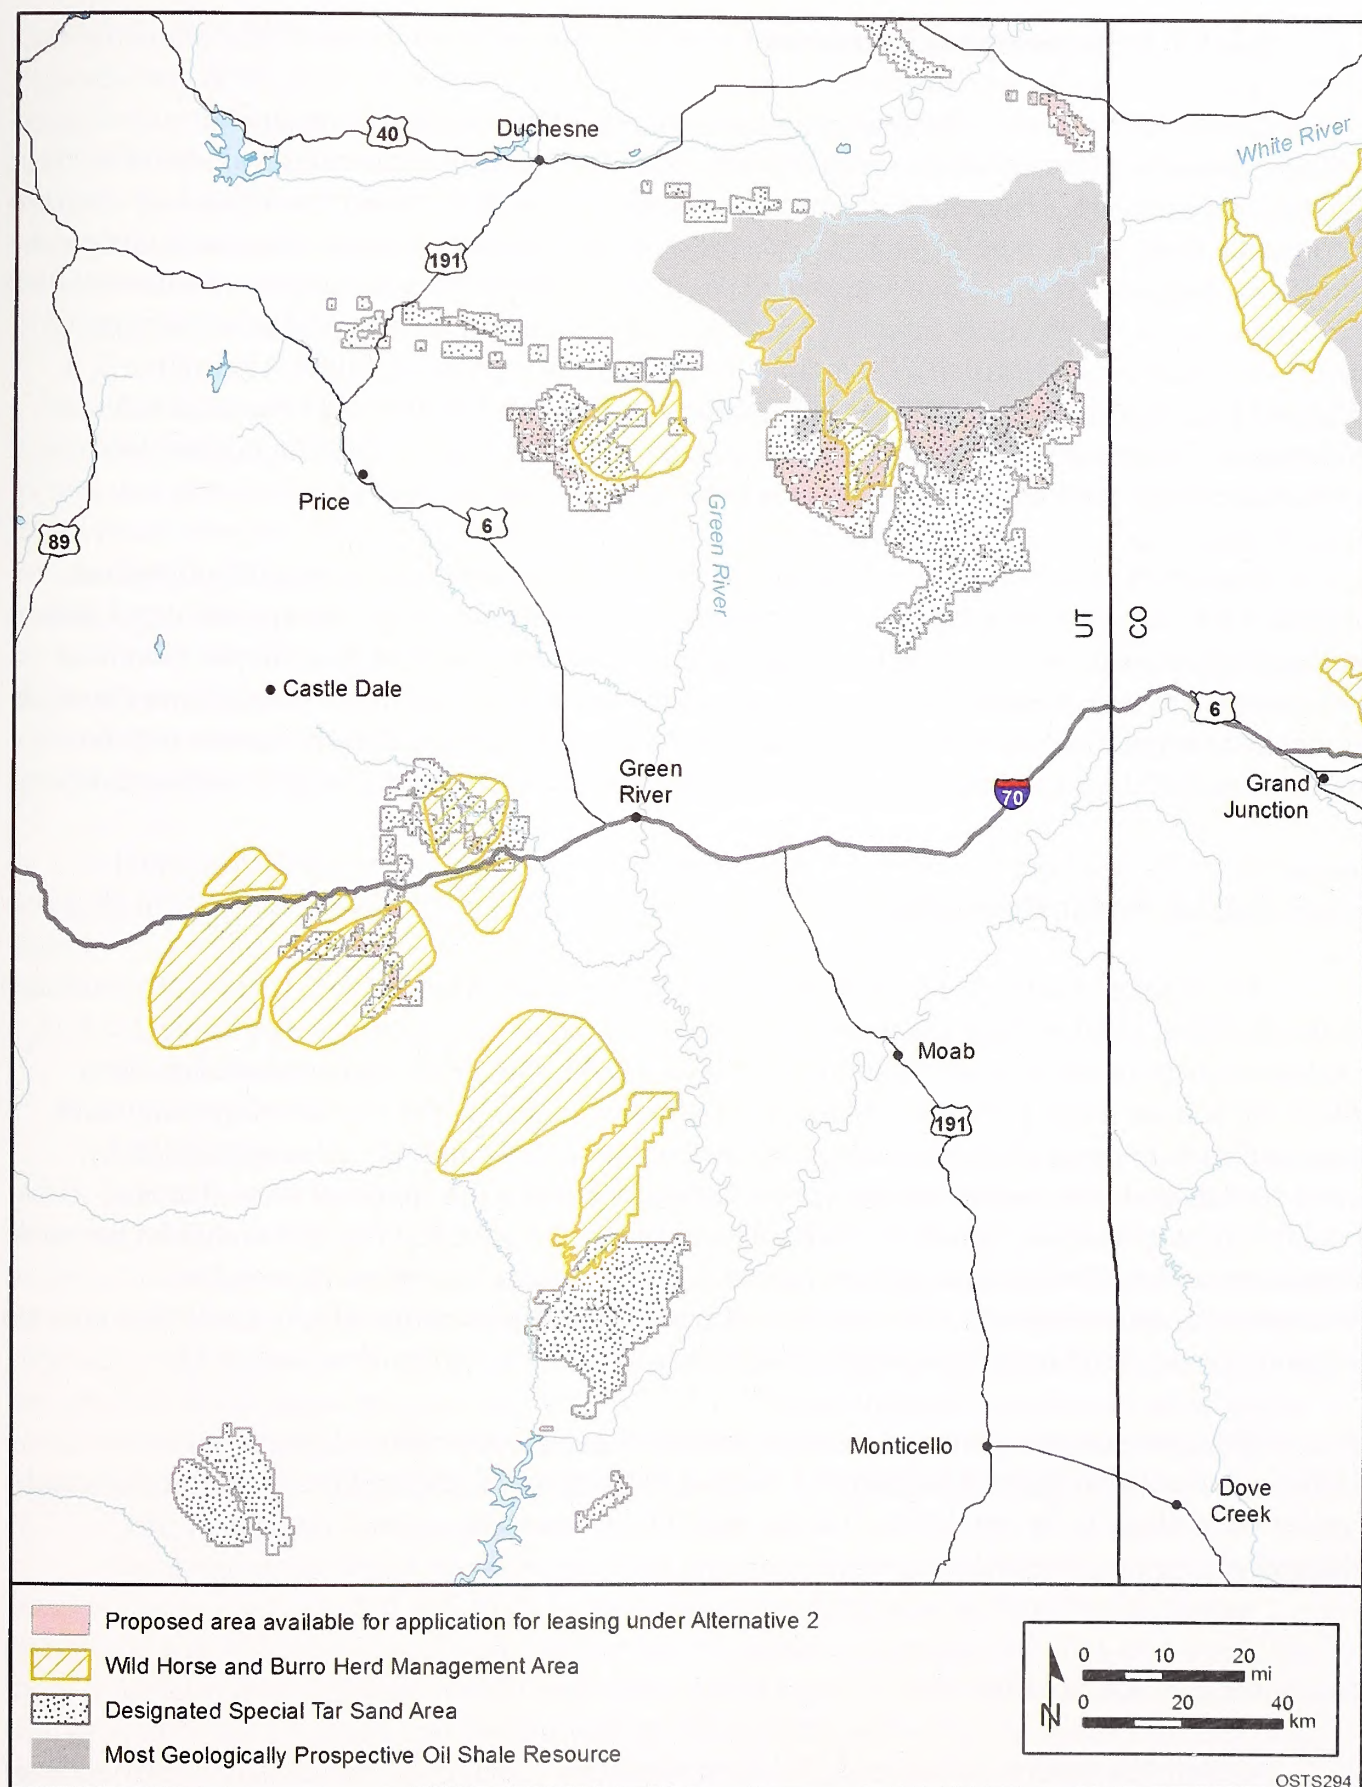 40
Duchesne
White River
191
Price
6
89
Green River
UT
CO
Castle Dale
6
Green
River
70
Grand
Junction
Moab
191
Monticello
Dove
Creek
Proposed area available for application for leasing under Alternative 2
Wild Horse and Burro Herd Management Area
Designated Special Tar Sand Area
Most Geologically Prospective Oil Shale Resource
N
0 10 20
mi
0 20 40
km
OSTS294